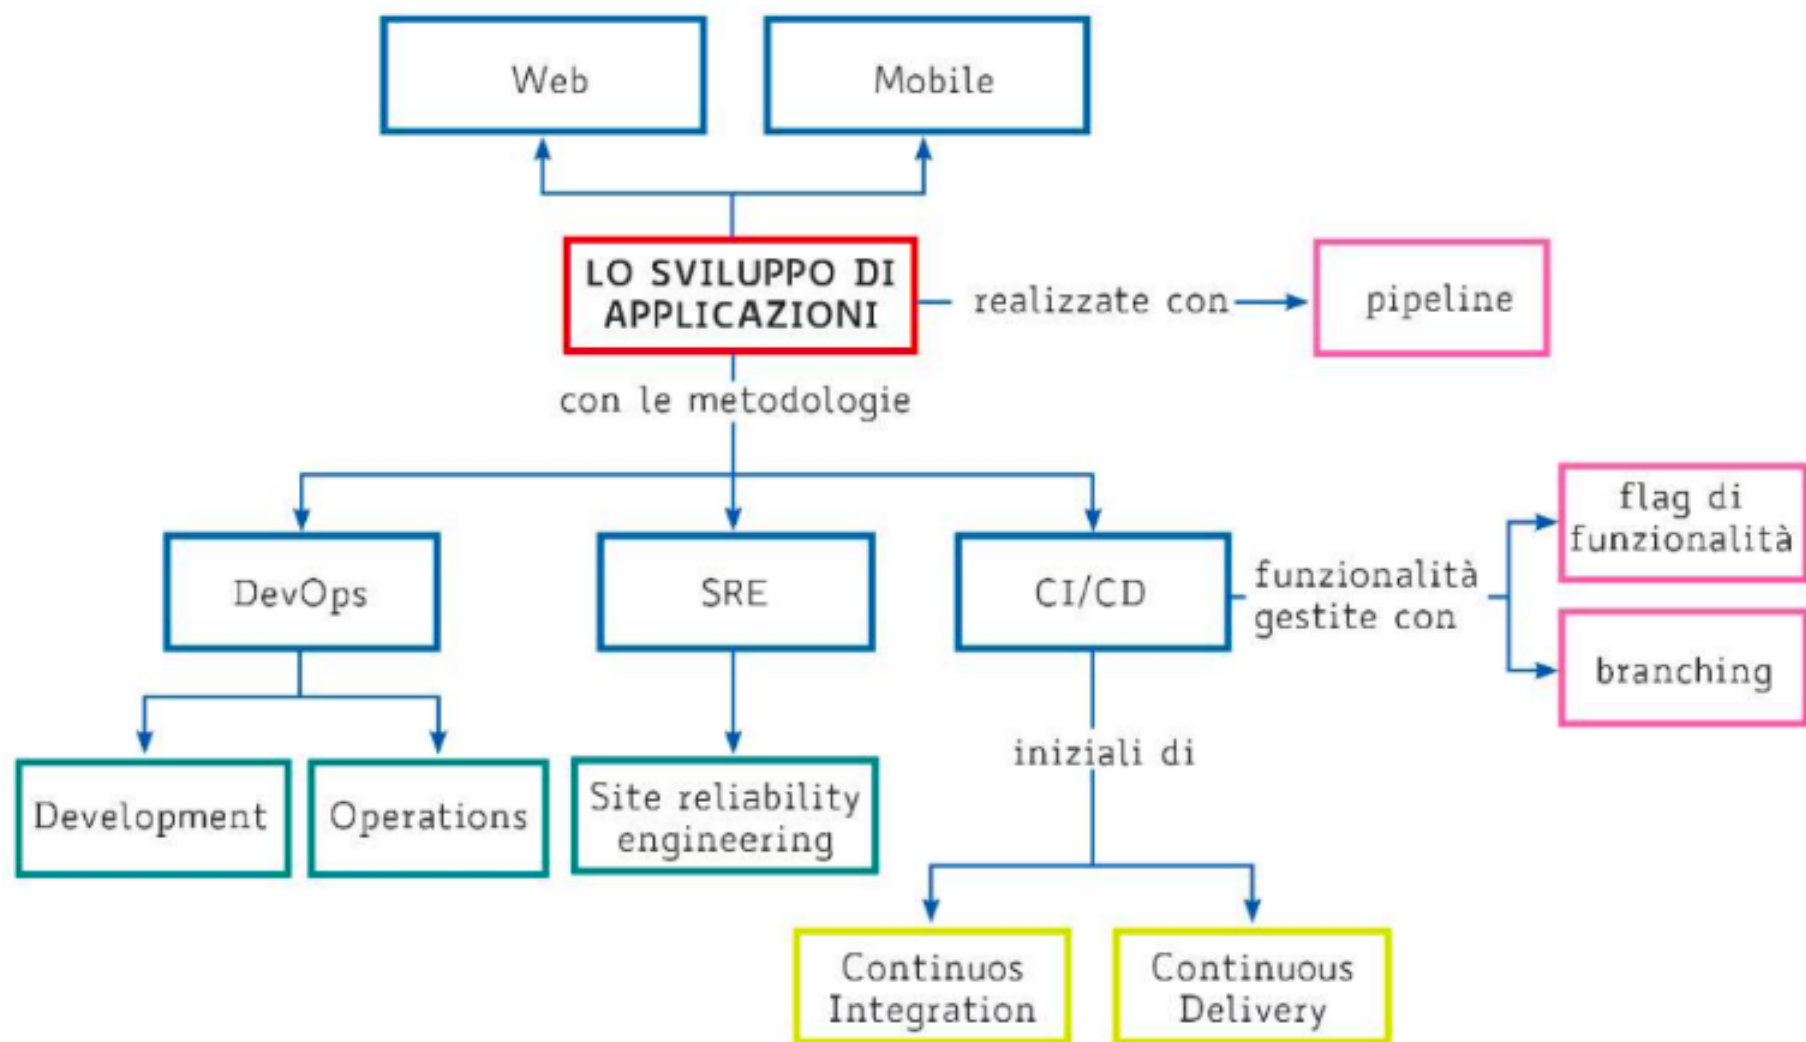 Web
Mobile
LO SVILUPPO DI
APPLICAZIONI
realizzate con
pipeline
con le metodologie
DevOps
SRE
CI/CD
funzionalità
gestite con
flag di
funzionalità
branching
Development
Operations
Site reliability
engineering
iniziali di
Continuos
Integration
Continuous
Delivery